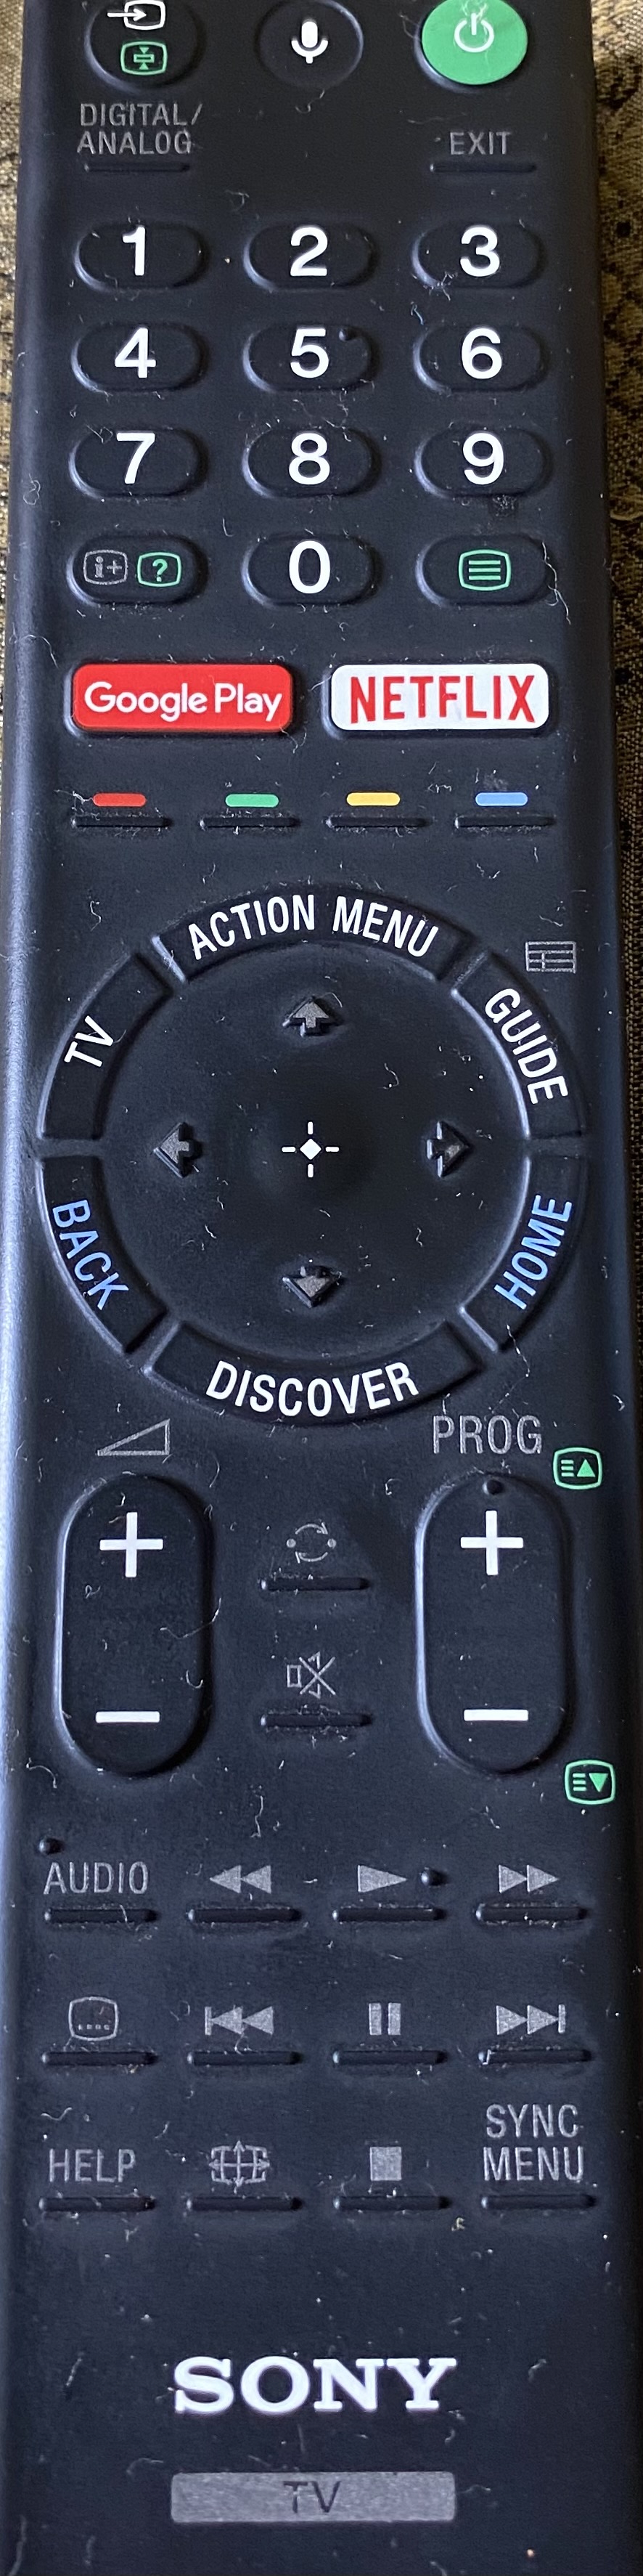 DIGITAL/
ANALOG
EXIT
1 2 3
4 5 6
7 8 9
i+ ? 0
Google Play NETFLIX
ACTION MENU
TV GUIDE
BACK HOME
DISCOVER
PROG
+ +
− −
AUDIO
HELP
SYNC
MENU
SONY
TV